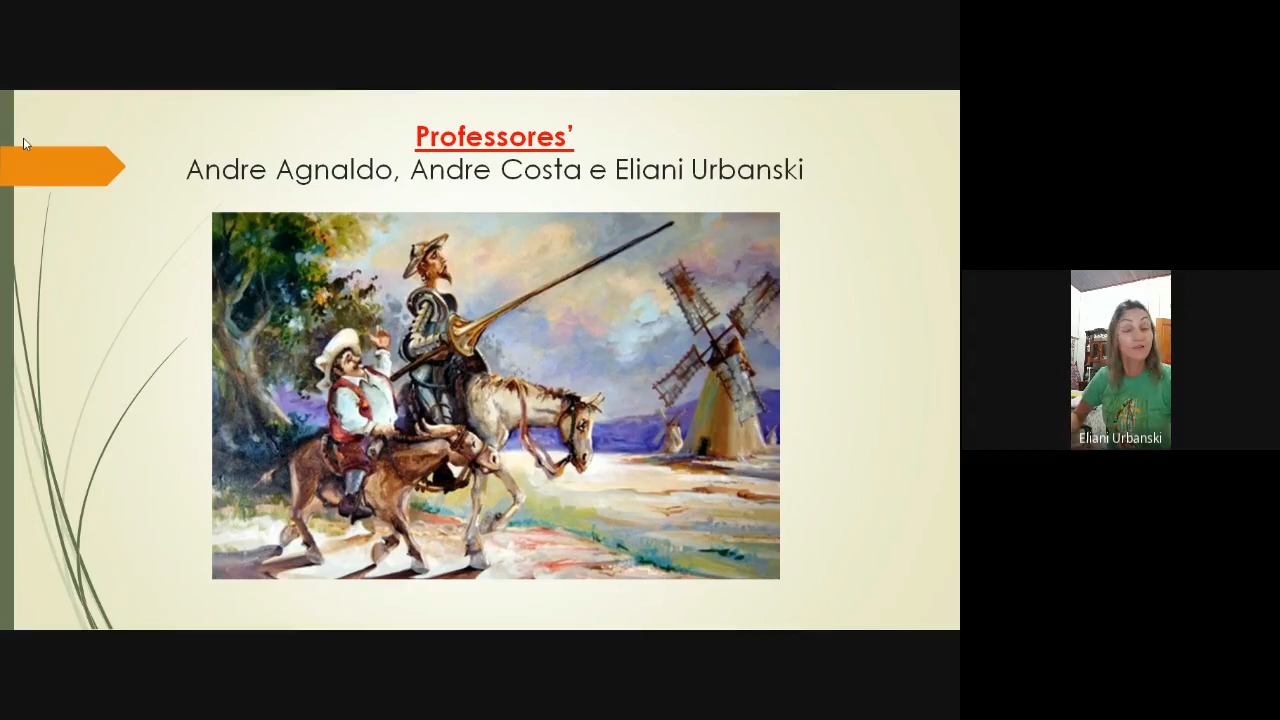 Professores’
Andre Agnaldo, Andre Costa e Eliani Urbanski
Eliani Urbanski